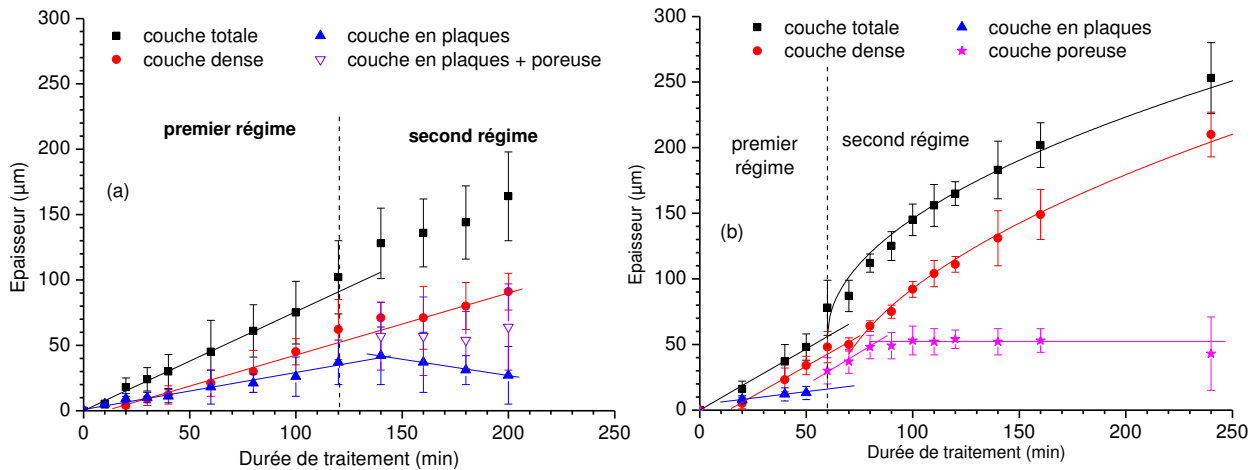 couche totale
couche dense
couche en plaques
couche en plaques + poreuse
premier régime
second régime
(a)
Epaisseur (µm)
300
250
200
150
100
50
0
0 50 100 150 200 250
Durée de traitement (min)
couche totale
couche dense
couche en plaques
couche poreuse
premier
régime
second régime
(b)
Epaisseur (µm)
300
250
200
150
100
50
0
0 50 100 150 200 250
Durée de traitement (min)